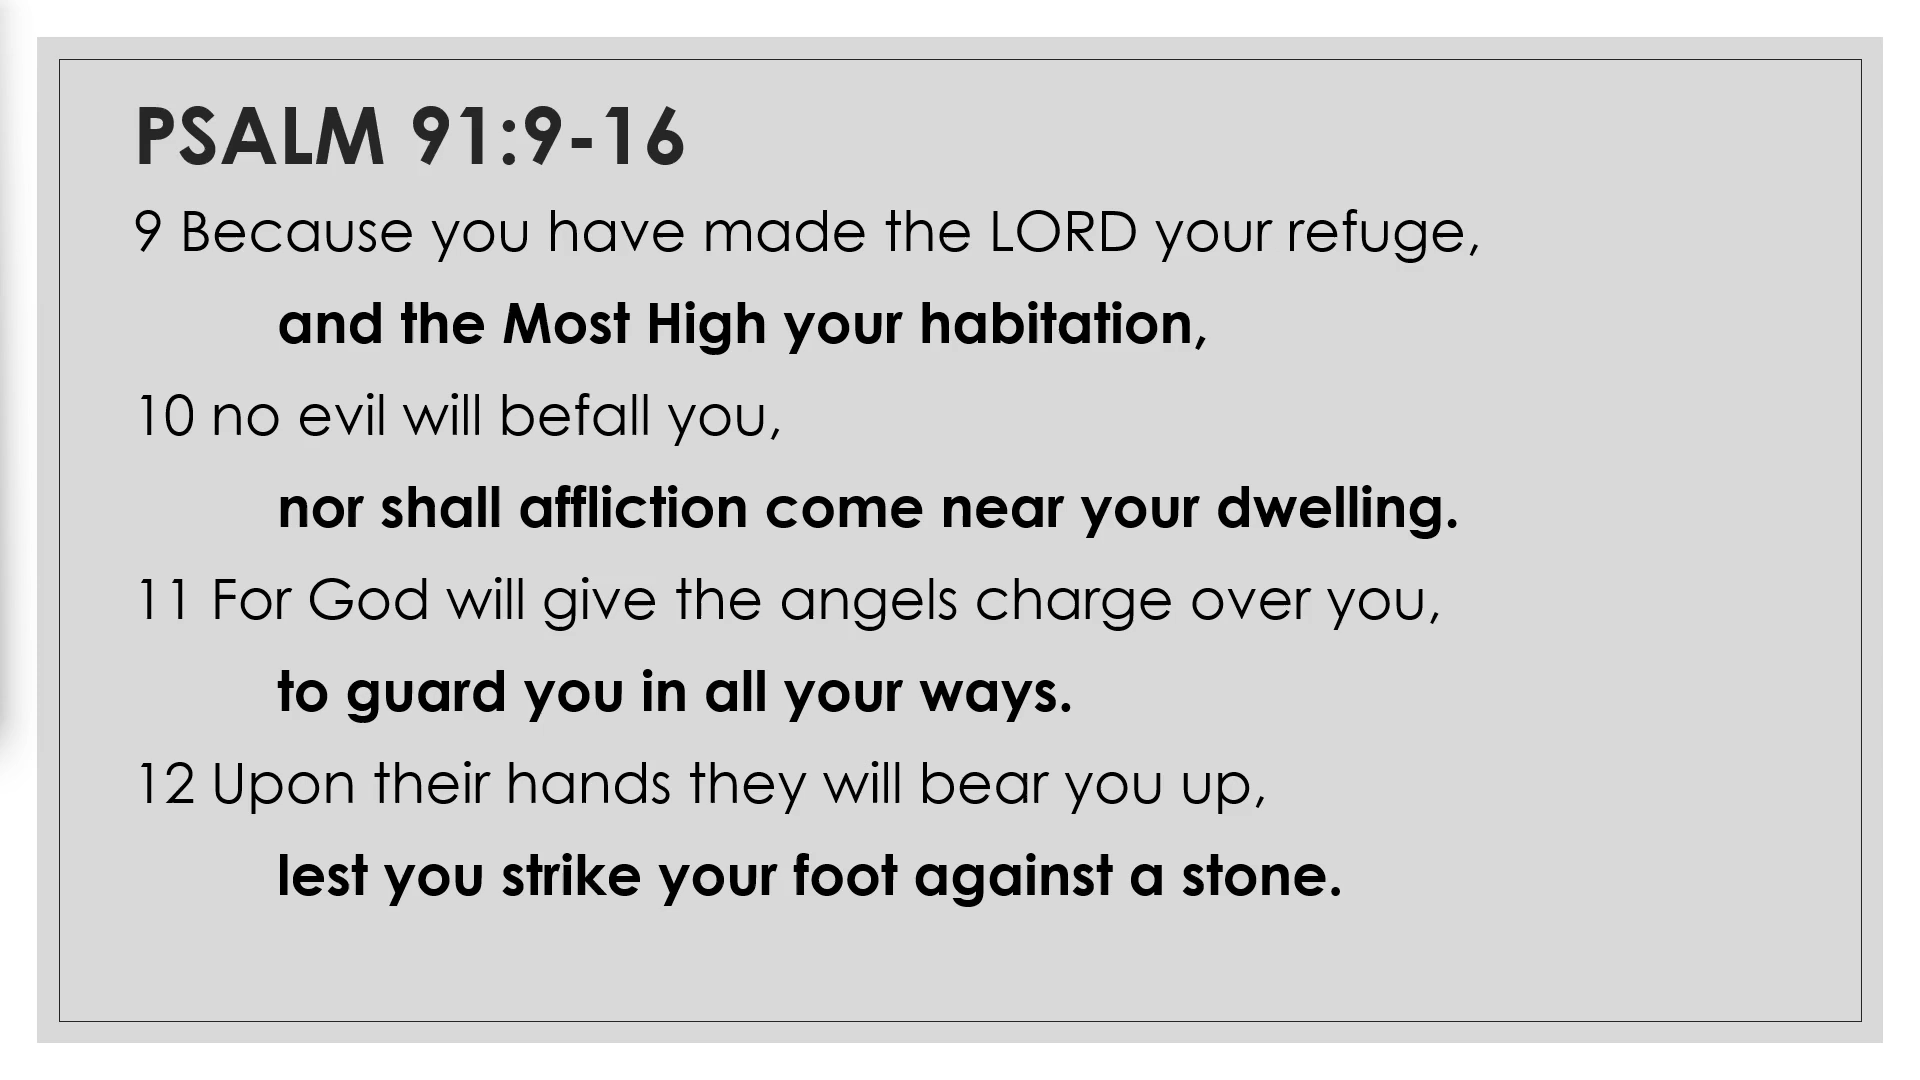 PSALM 91:9-16
9 Because you have made the LORD your refuge,
and the Most High your habitation,
10 no evil will befall you,
nor shall affliction come near your dwelling.
11 For God will give the angels charge over you,
to guard you in all your ways.
12 Upon their hands they will bear you up,
lest you strike your foot against a stone.